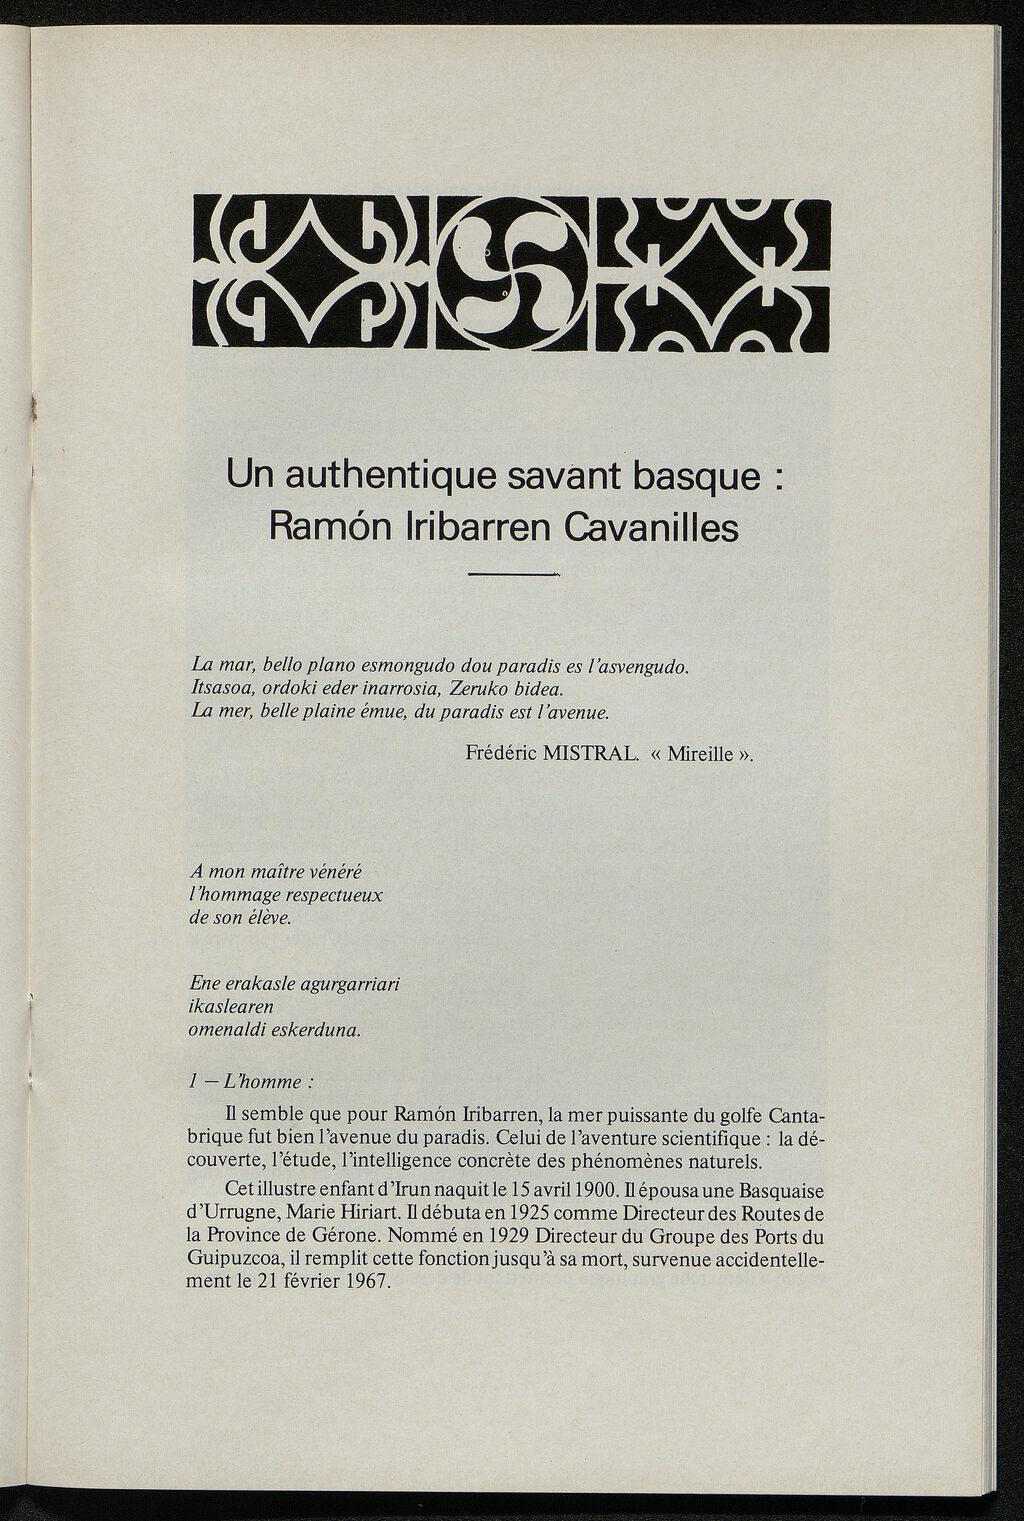 Un authentique savant basque :
Ramón Iribarren Cavanilles
La mar, bello plano esmongudo dou paradis es l'asvengudo.
Itsasoa, ordoki eder inarrosia, Zeruko bidea.
La mer, belle plaine émue, du paradis est l'avenue.
Frédéric MISTRAL. « Mireille ».
A mon maître vénéré
l'hommage respectueux
de son élève.
Ene erakasle agurgarriari
ikaslearen
omenaldi eskerduna.
1 — L'homme :
Il semble que pour Ramón Iribarren, la mer puissante du golfe Canta-
brique fut bien l'avenue du paradis. Celui de l'aventure scientifique : la dé-
couverte, l'étude, l'intelligence concrète des phénomènes naturels.
Cet illustre enfant d'Irun naquit le 15 avril 1900. Il épousa une Basquaise
d'Urrugne, Marie Hiriart. Il débuta en 1925 comme Directeur des Routes de
la Province de Gérone. Nommé en 1929 Directeur du Groupe des Ports du
Guipuzcoa, il remplit cette fonction jusqu'à sa mort, survenue accidentelle-
ment le 21 février 1967.